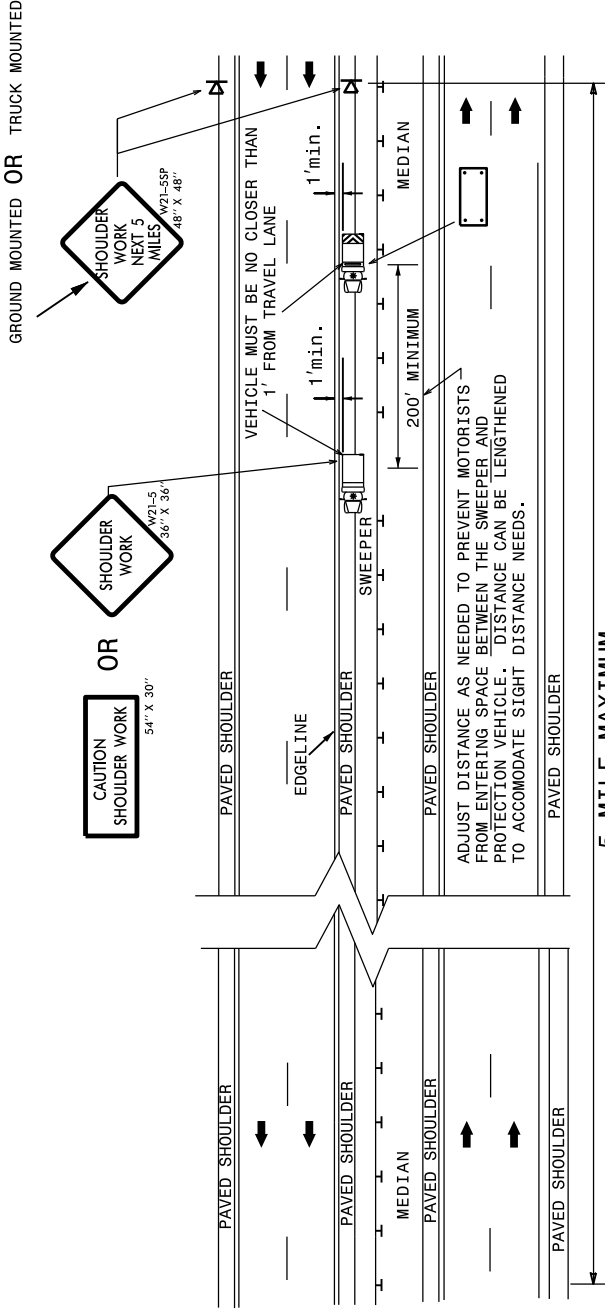 GROUND MOUNTED OR TRUCK MOUNTED
SHOULDER
WORK
NEXT 5
MILES
W21-5SP
48" X 48"
SHOULDER
WORK
W21-5
36" X 36"
OR
CAUTION
SHOULDER WORK
54" X 30"
VEHICLE MUST BE NO CLOSER THAN
1' FROM TRAVEL LANE
1'min.
1'min.
PAVED SHOULDER
PAVED SHOULDER
EDGELINE
PAVED SHOULDER
PAVED SHOULDER
SWEEPER
MEDIAN
MEDIAN
200' MINIMUM
PAVED SHOULDER
PAVED SHOULDER
ADJUST DISTANCE AS NEEDED TO PREVENT MOTORISTS
FROM ENTERING SPACE BETWEEN THE SWEEPER AND
PROTECTION VEHICLE. DISTANCE CAN BE LENGTHENED
TO ACCOMODATE SIGHT DISTANCE NEEDS.
PAVED SHOULDER
PAVED SHOULDER
5 MILE MAXIMUM